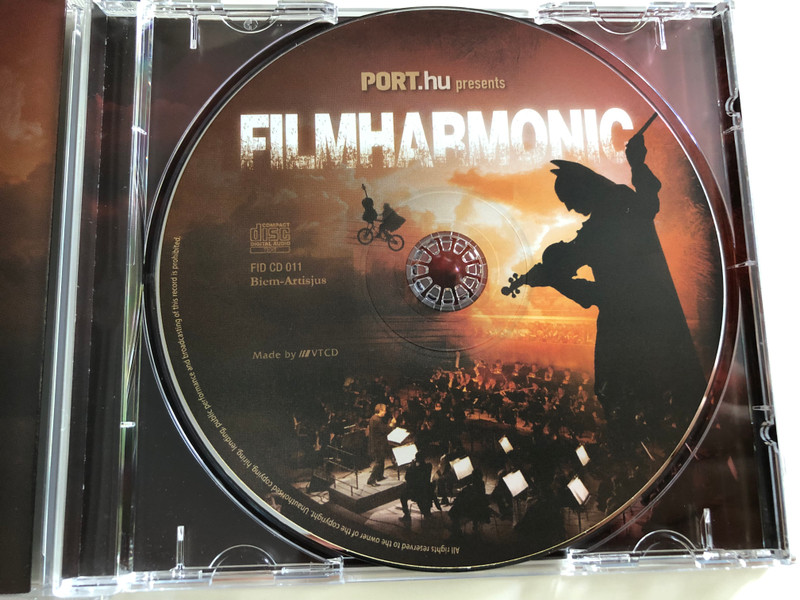 PORT.hu presents
FILMHARMONIC
COMPACT
disc
DIGITAL AUDIO
FID CD 011
Biem-Artisjus
Made by VTCD
All rights reserved to the owner of the copyright. Unauthorised copying, hiring, lending public performance and broadcasting of this record is prohibited.